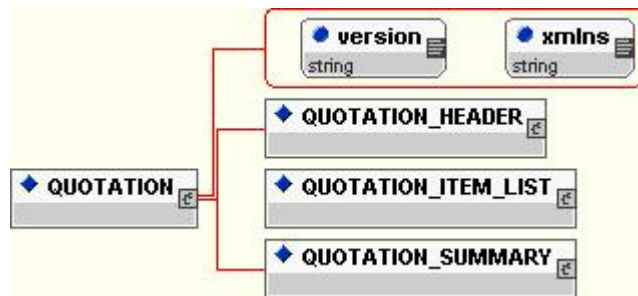 version xmlns
string string
QUOTATION_HEADER
QUOTATION
QUOTATION_ITEM_LIST
QUOTATION_SUMMARY